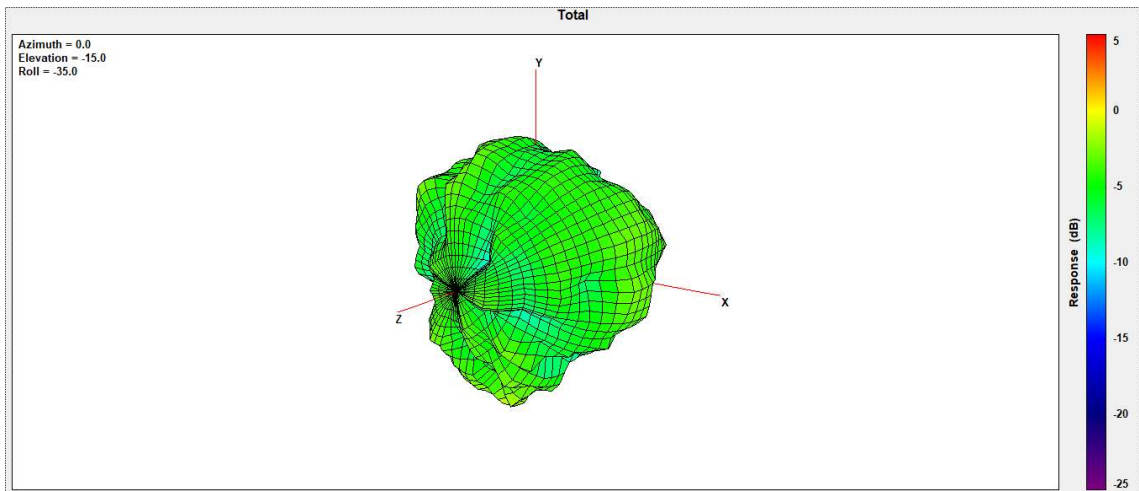 Total
Azimuth = 0.0
Elevation = -15.0
Roll = -35.0
Y
X
Z
5
0
-5
-10
-15
-20
-25
Response (dB)